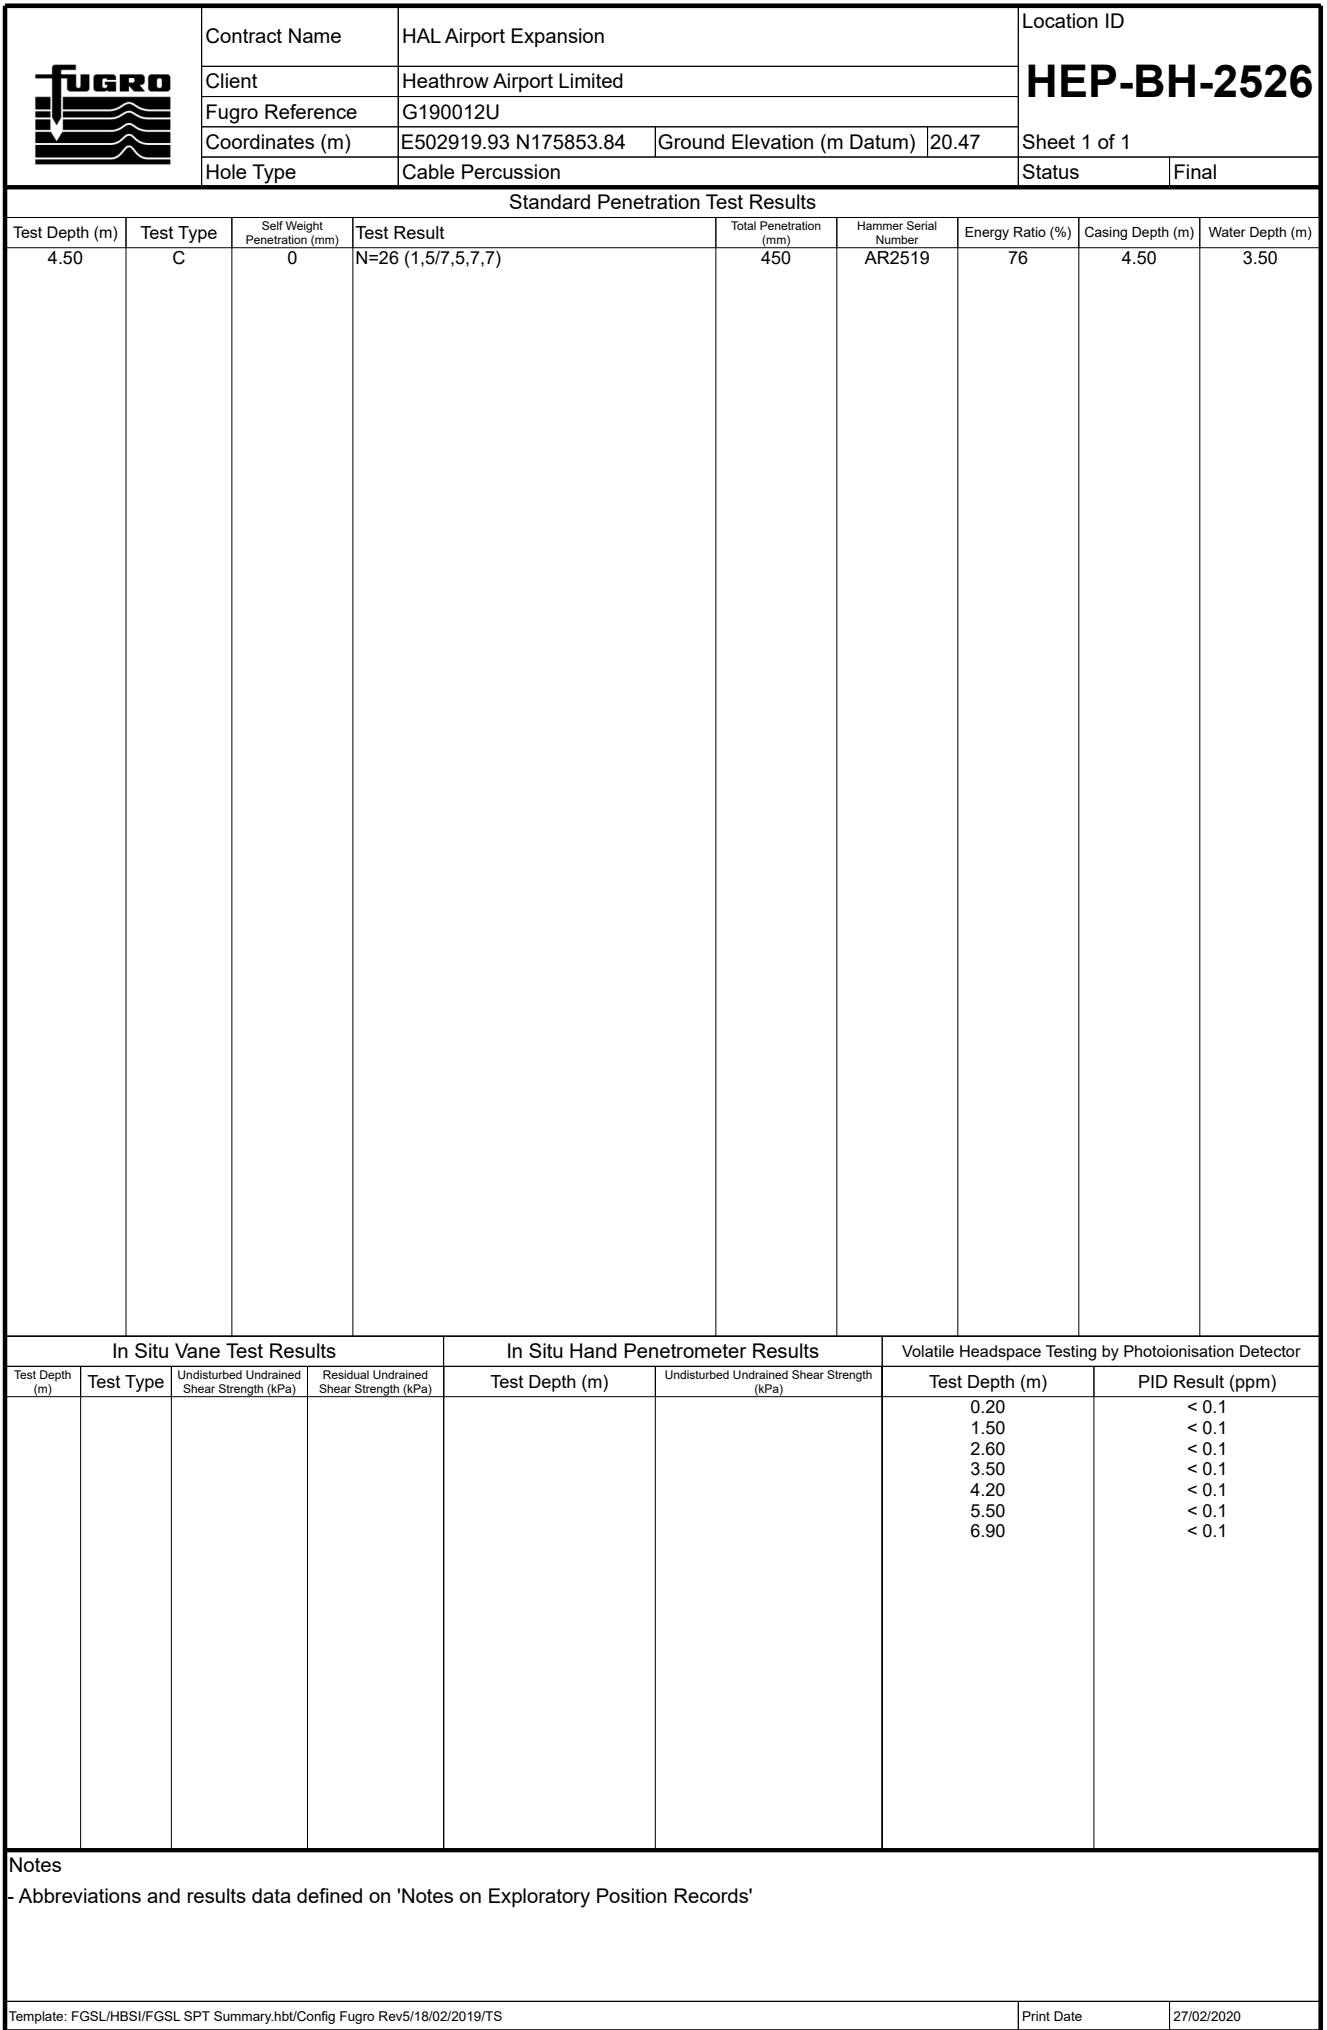 fUGRO
Contract Name HAL Airport Expansion
Location ID
HEP-BH-2526
Client Heathrow Airport Limited
Fugro Reference G190012U
Coordinates (m) E502919.93 N175853.84 Ground Elevation (m Datum) 20.47 Sheet 1 of 1
Hole Type Cable Percussion Status Final
Standard Penetration Test Results
Test Depth (m) Test Type Self Weight Penetration (mm) Test Result Total Penetration (mm) Hammer Serial Number Energy Ratio (%) Casing Depth (m) Water Depth (m)
4.50 C 0 N=26 (1,5/7,5,7,7) 450 AR2519 76 4.50 3.50
In Situ Vane Test Results In Situ Hand Penetrometer Results Volatile Headspace Testing by Photoionisation Detector
Test Depth (m) Test Type Undisturbed Undrained Shear Strength (kPa) Residual Undrained Shear Strength (kPa) Test Depth (m) Undisturbed Undrained Shear Strength (kPa) Test Depth (m) PID Result (ppm)
0.20 < 0.1
1.50 < 0.1
2.60 < 0.1
3.50 < 0.1
4.20 < 0.1
5.50 < 0.1
6.90 < 0.1
Notes
- Abbreviations and results data defined on 'Notes on Exploratory Position Records'
Template: FGSL/HBSI/FGSL SPT Summary.hbt/Config Fugro Rev5/18/02/2019/TS Print Date 27/02/2020